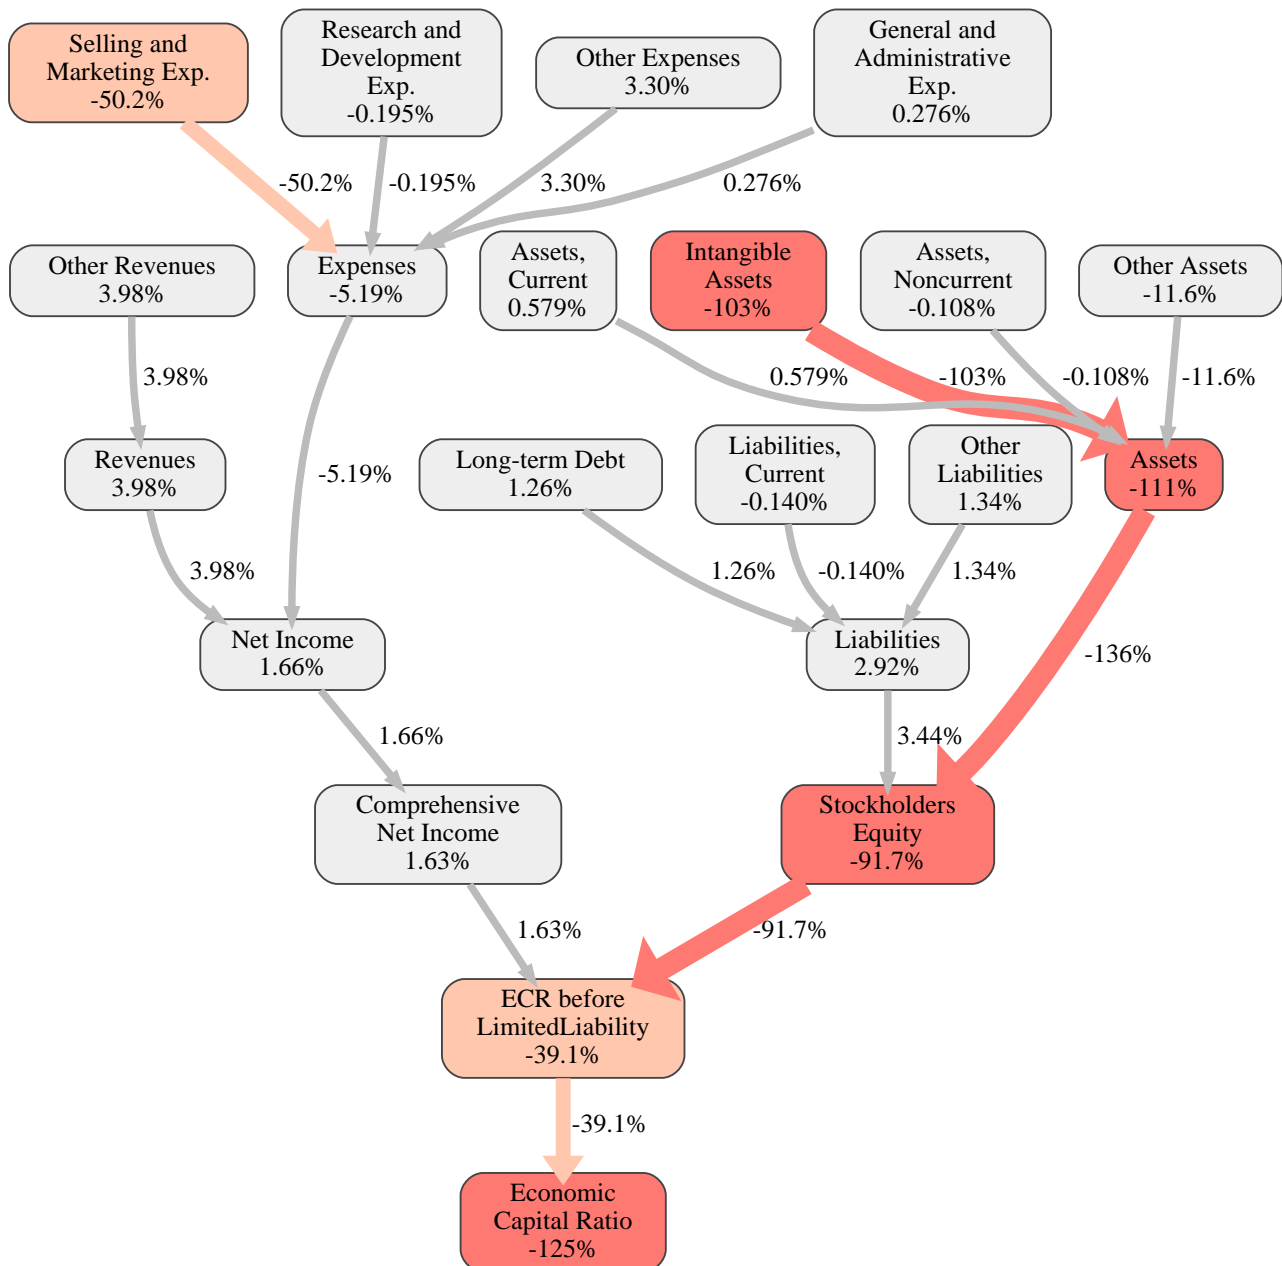 Selling and
Marketing Exp.
-50.2%
Research and
Development
Exp.
-0.195%
Other Expenses
3.30%
General and
Administrative
Exp.
0.276%
-50.2%
-0.195%
3.30%
0.276%
Other Revenues
3.98%
Expenses
-5.19%
Assets,
Current
0.579%
Intangible
Assets
-103%
Assets,
Noncurrent
-0.108%
Other Assets
-11.6%
3.98%
0.579%
-103%
-0.108%
-11.6%
Revenues
3.98%
-5.19%
Long-term Debt
1.26%
Liabilities,
Current
-0.140%
Other
Liabilities
1.34%
Assets
-111%
3.98%
1.26%
-0.140%
1.34%
Net Income
1.66%
Liabilities
2.92%
-136%
1.66%
3.44%
Comprehensive
Net Income
1.63%
Stockholders
Equity
-91.7%
1.63%
-91.7%
ECR before
LimitedLiability
-39.1%
-39.1%
Economic
Capital Ratio
-125%